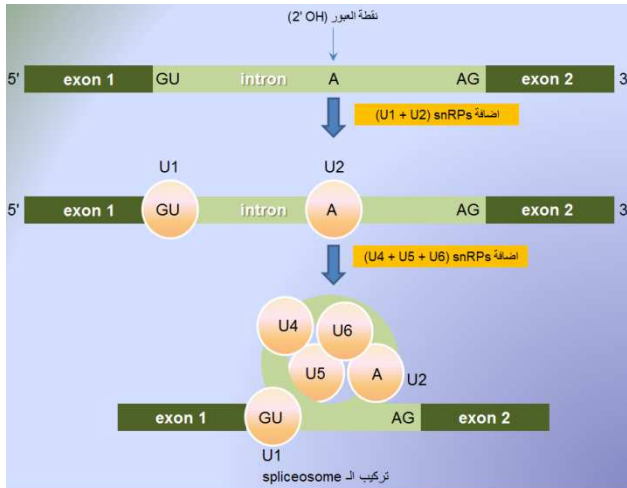 نقطة العبور (2' OH)
5' exon 1 GU intron A AG exon 2 3
اضافة (U1 + U2) snRPs
U1 U2
5' exon 1 GU intron A AG exon 2 3
اضافة (U4 + U5 + U6) snRPs
U4 U6
U5 A U2
exon 1 GU AG exon 2
U1
تركيب الـ spliceosome